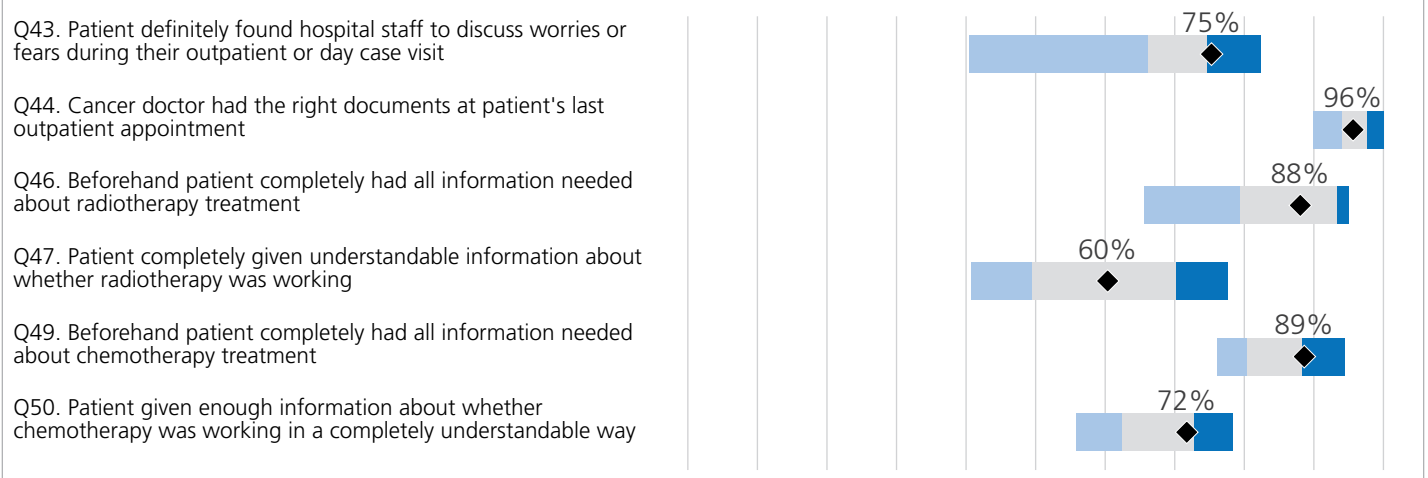 Q43. Patient definitely found hospital staff to discuss worries or
fears during their outpatient or day case visit
75%
Q44. Cancer doctor had the right documents at patient's last
outpatient appointment
96%
Q46. Beforehand patient completely had all information needed
about radiotherapy treatment
88%
Q47. Patient completely given understandable information about
whether radiotherapy was working
60%
Q49. Beforehand patient completely had all information needed
about chemotherapy treatment
89%
Q50. Patient given enough information about whether
chemotherapy was working in a completely understandable way
72%